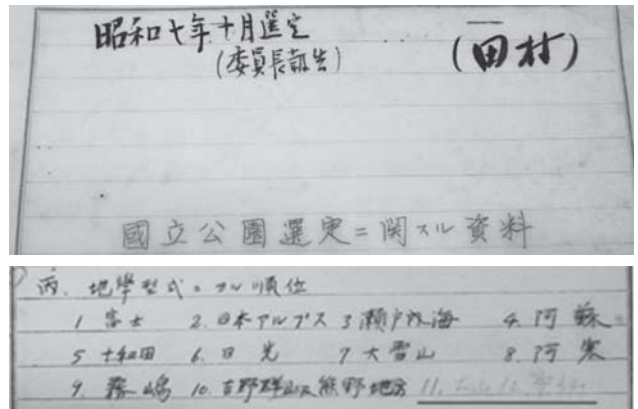 昭和七年十月選定
(委員長報告)
(田村)
國立公園選定ニ関スル資料
丙. 地學型式ニヨル順位
1 富士 2. 日本アルプス 3 瀬戸内海 4. 阿蘇
5 十和田 6. 日光 7 大雪山 8. 阿寒
9. 霧嶋 10. 吉野群山及熊野地方 11.